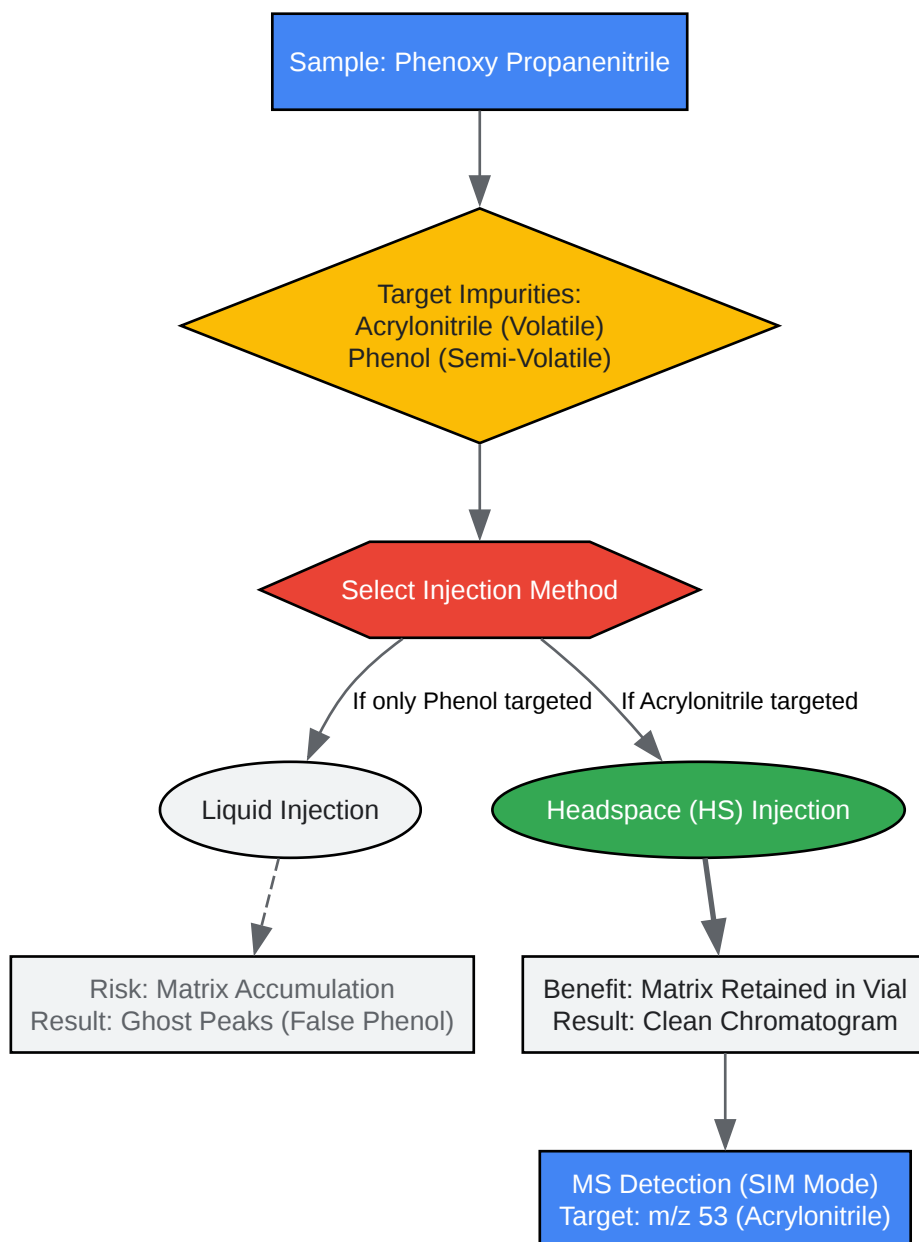 Sample: Phenoxy Propanenitrile
Target Impurities:
Acrylonitrile (Volatile)
Phenol (Semi-Volatile)
Select Injection Method
If only Phenol targeted
If Acrylonitrile targeted
Liquid Injection
Headspace (HS) Injection
Risk: Matrix Accumulation
Result: Ghost Peaks (False Phenol)
Benefit: Matrix Retained in Vial
Result: Clean Chromatogram
MS Detection (SIM Mode)
Target: m/z 53 (Acrylonitrile)